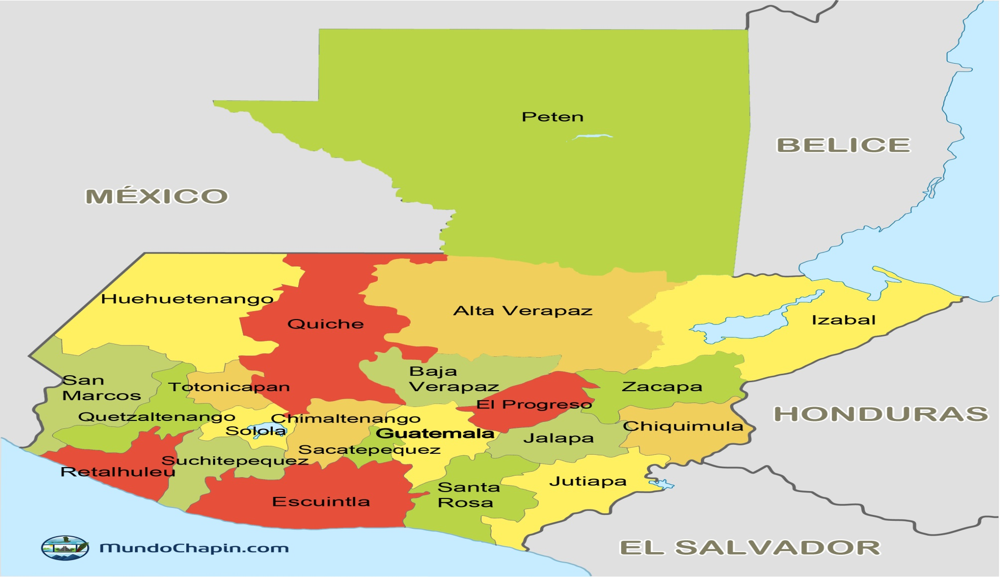 Peten
BELICE
MÉXICO
Huehuetenango
Quiche
Alta Verapaz
Izabal
San
Marcos
Totonicapan
Baja
Verapaz
Zacapa
El Progreso
Quetzaltenango
Solola
Chimaltenango
Guatemala
Jalapa
Chiquimula
HONDURAS
Sacatepequez
Suchitepequez
Retalhuleu
Escuintla
Santa
Rosa
Jutiapa
EL SALVADOR
MundoChapin.com